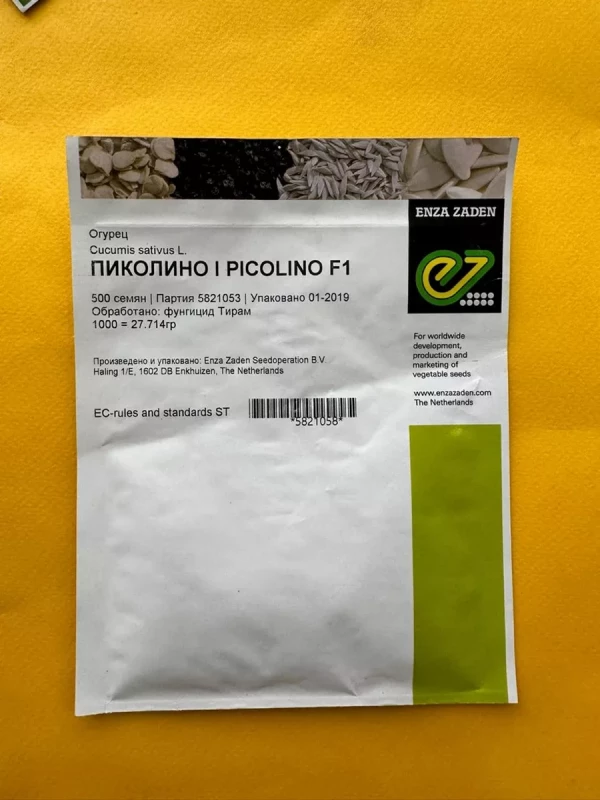 ENZA ZADEN
Огурец
Cucumis sativus L.
ПИКОЛИНО I PICOLINO F1
500 семян | Партия 5821053 | Упаковано 01-2019
Обработано: фунгицид Тирам
1000 = 27.714гр
Произведено и упаковано: Enza Zaden Seedoperation B.V.
Haling 1/E, 1602 DB Enkhuizen, The Netherlands
EC-rules and standards ST
*5821058*
For worldwide
development,
production and
marketing of
vegetable seeds
www.enzazaden.com
The Netherlands